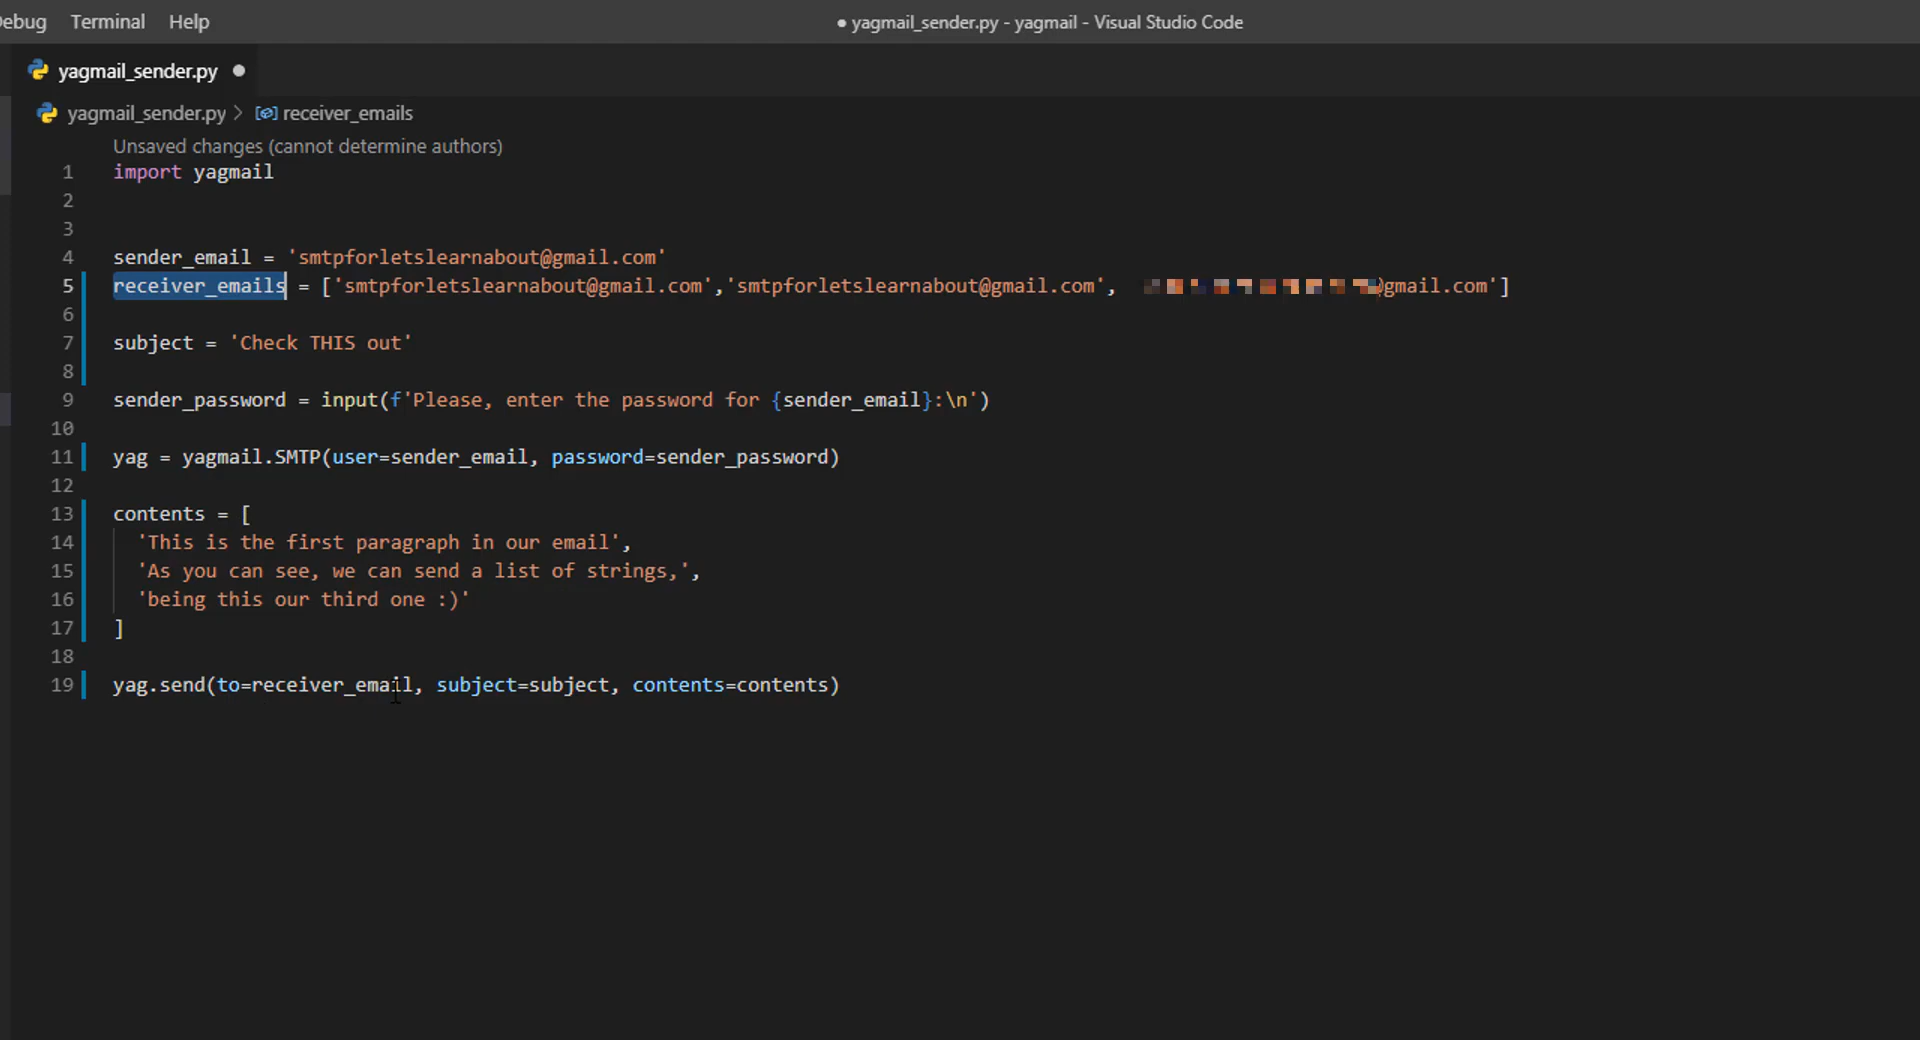 ebug Terminal Help ● yagmail_sender.py - yagmail - Visual Studio Code
yagmail_sender.py ●
yagmail_sender.py > receiver_emails
Unsaved changes (cannot determine authors)
1 import yagmail
2
3
4 sender_email = 'smtpforletslearnabout@gmail.com'
5 receiver_emails = ['smtpforletslearnabout@gmail.com','smtpforletslearnabout@gmail.com', @gmail.com']
6
7 subject = 'Check THIS out'
8
9 sender_password = input(f'Please, enter the password for {sender_email}:\n')
10
11 yag = yagmail.SMTP(user=sender_email, password=sender_password)
12
13 contents = [
14 'This is the first paragraph in our email',
15 'As you can see, we can send a list of strings,',
16 'being this our third one :)'
17 ]
18
19 yag.send(to=receiver_email, subject=subject, contents=contents)